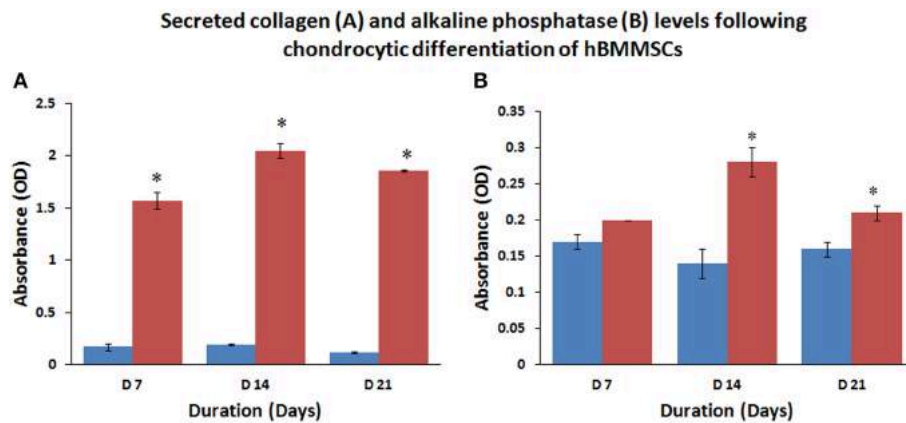 Secreted collagen (A) and alkaline phosphatase (B) levels following
chondrocytic differentiation of hBMMSCs
A
2.5
2
1.5
1
0.5
0
Absorbance (OD)
*
*
*
D 7
D 14
D 21
Duration (Days)
B
0.35
0.3
0.25
0.2
0.15
0.1
0.05
0
Absorbance (OD)
*
*
D 7
D 14
D 21
Duration (Days)